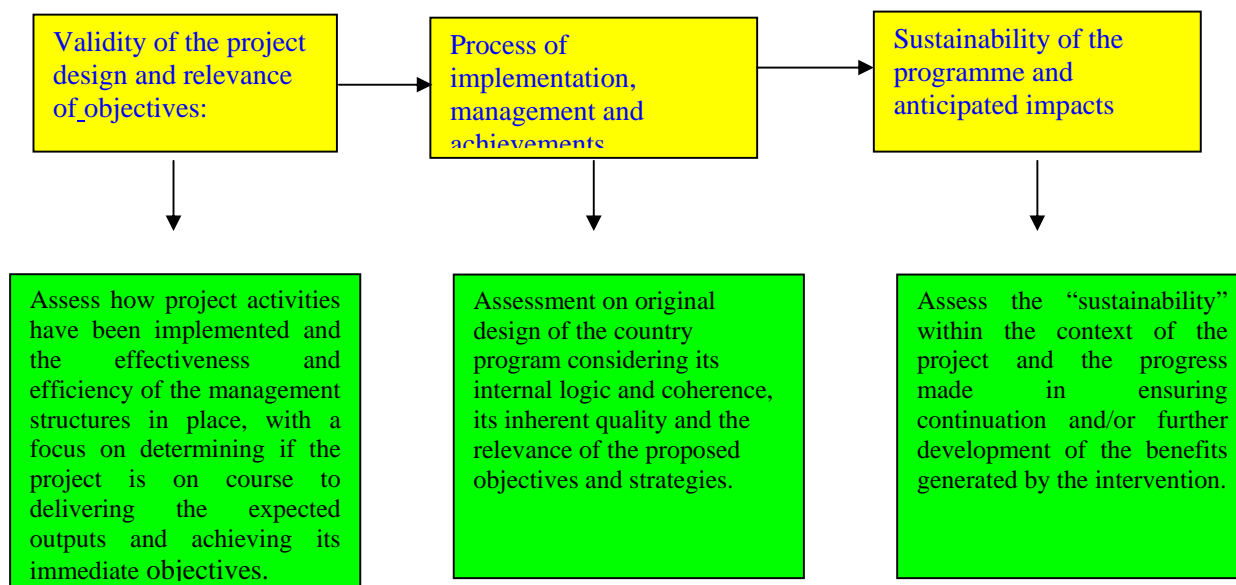 Validity of the project
design and relevance
of objectives:
Process of
implementation,
management and
achievements
Sustainability of the
programme and
anticipated impacts
Assess how project activities
have been implemented and
the effectiveness and
efficiency of the management
structures in place, with a
focus on determining if the
project is on course to
delivering the expected
outputs and achieving its
immediate objectives.
Assessment on original
design of the country
program considering its
internal logic and coherence,
its inherent quality and the
relevance of the proposed
objectives and strategies.
Assess the “sustainability”
within the context of the
project and the progress
made in ensuring
continuation and/or further
development of the benefits
generated by the intervention.